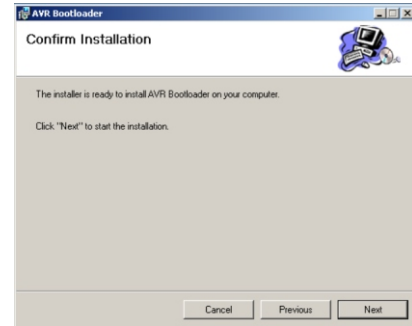 AVR Bootloader
Confirm Installation
The installer is ready to install AVR Bootloader on your computer.
Click "Next" to start the installation.
Cancel Previous Next